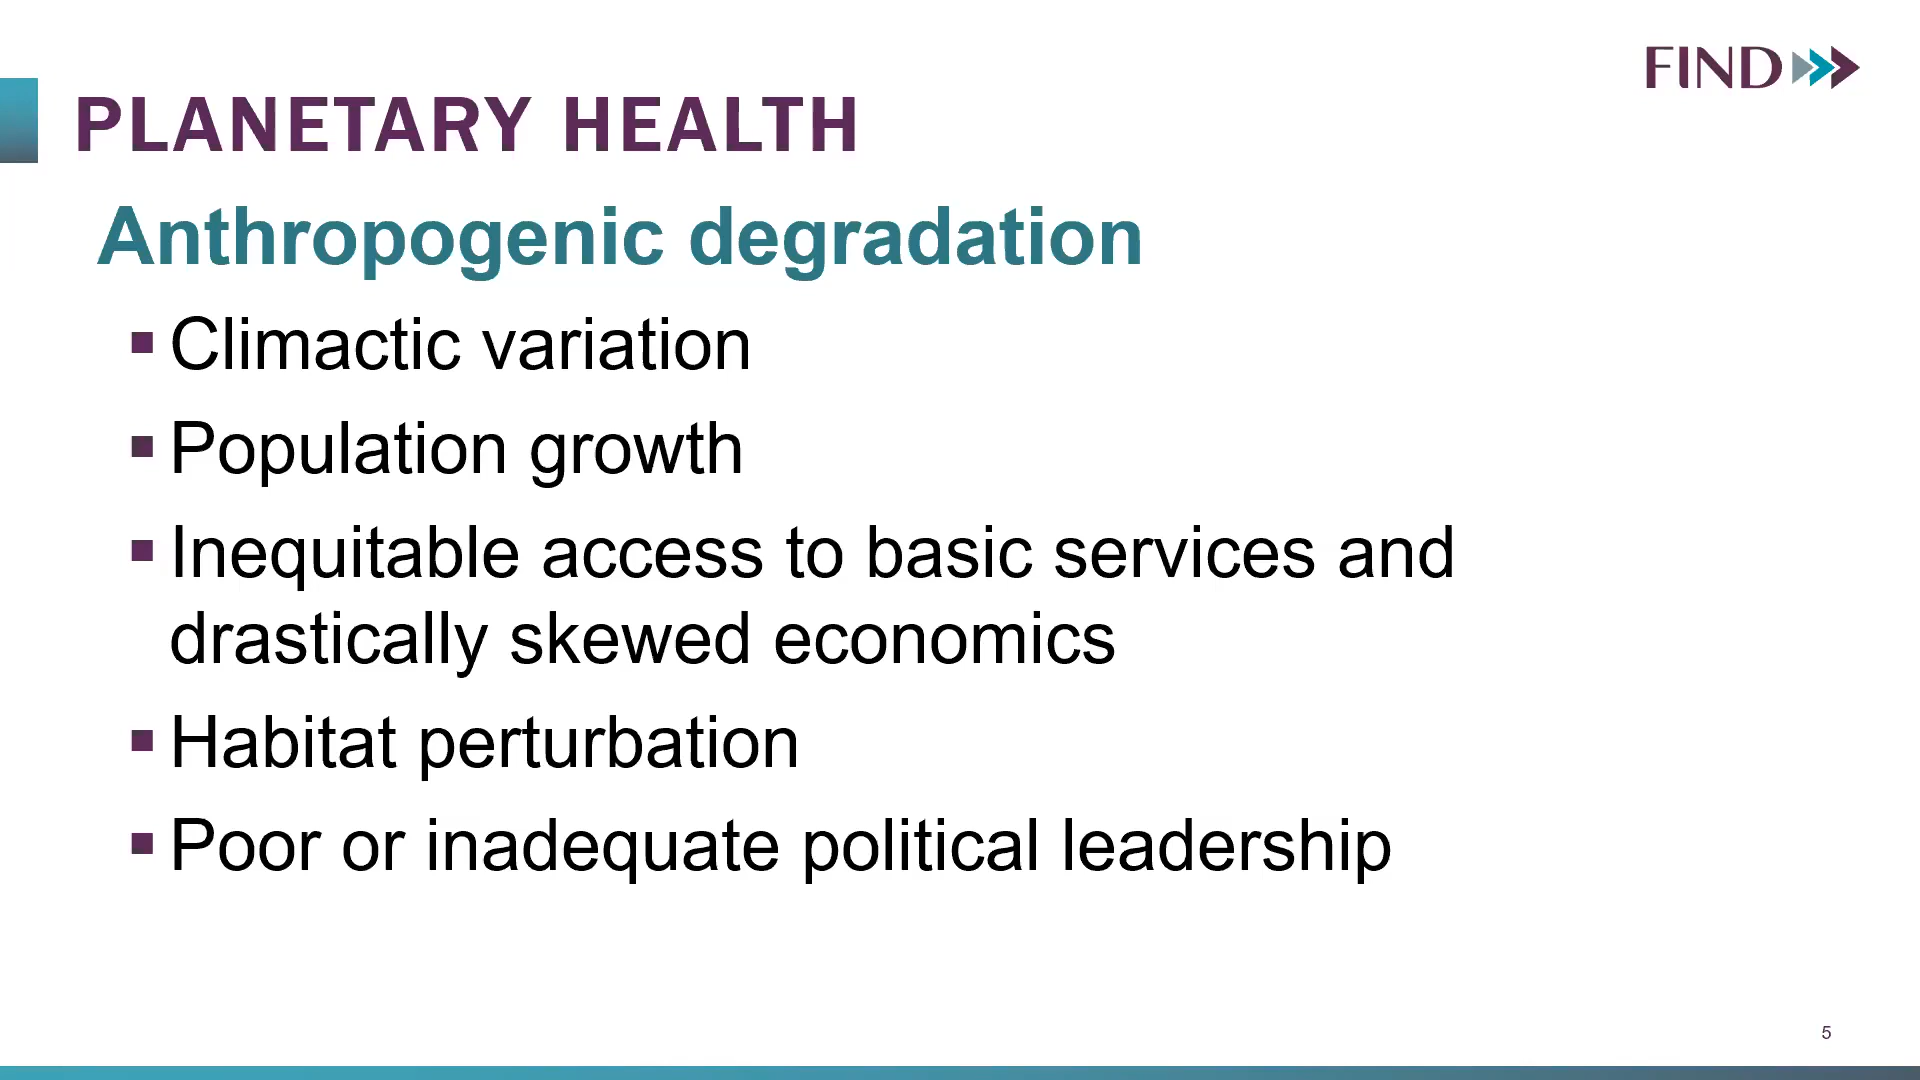 FIND
PLANETARY HEALTH
Anthropogenic degradation
Climactic variation
Population growth
Inequitable access to basic services and
drastically skewed economics
Habitat perturbation
Poor or inadequate political leadership
5